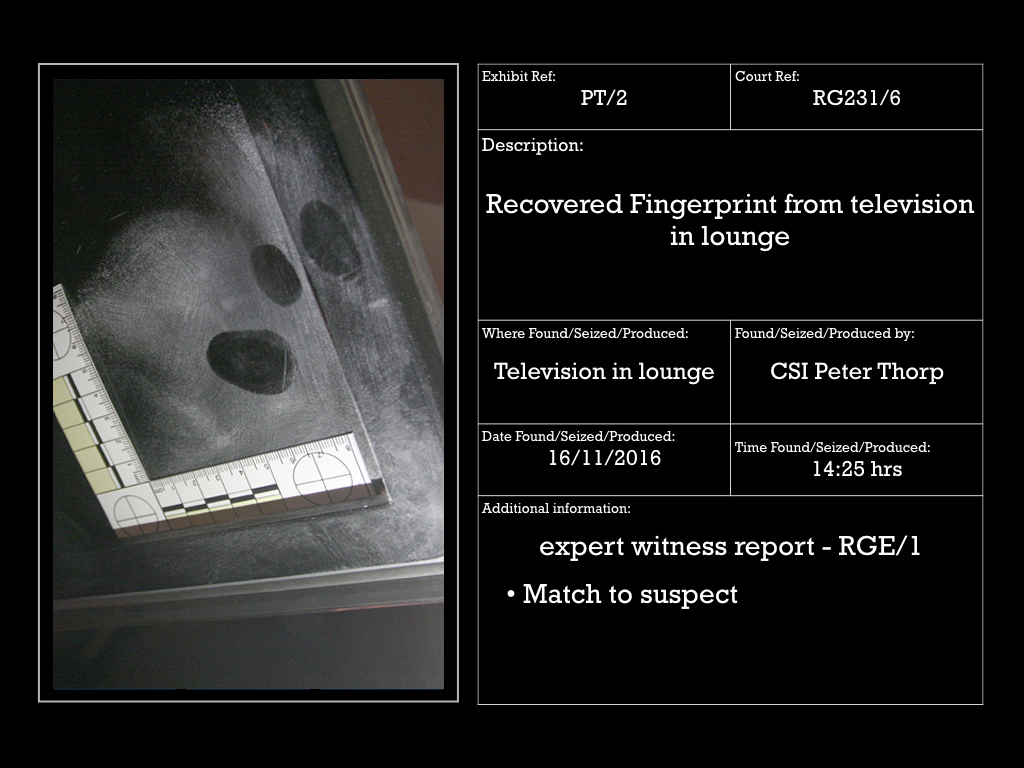 Exhibit Ref:
PT/2
Court Ref:
RG231/6
Description:
Recovered Fingerprint from television
in lounge
Where Found/Seized/Produced:
Television in lounge
Found/Seized/Produced by:
CSI Peter Thorp
Date Found/Seized/Produced:
16/11/2016
Time Found/Seized/Produced:
14:25 hrs
Additional information:
expert witness report - RGE/1
• Match to suspect